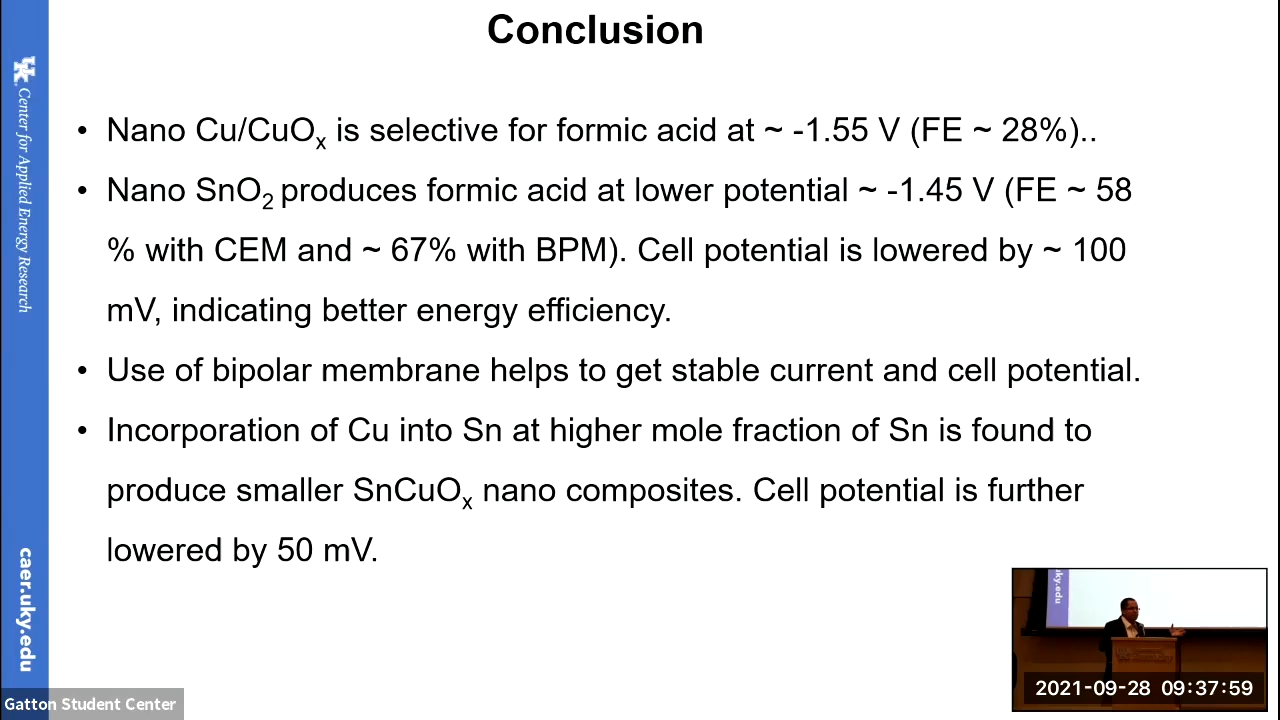 Conclusion
• Nano Cu/CuOx is selective for formic acid at ~ -1.55 V (FE ~ 28%)..
• Nano SnO2 produces formic acid at lower potential ~ -1.45 V (FE ~ 58
% with CEM and ~ 67% with BPM). Cell potential is lowered by ~ 100
mV, indicating better energy efficiency.
• Use of bipolar membrane helps to get stable current and cell potential.
• Incorporation of Cu into Sn at higher mole fraction of Sn is found to
produce smaller SnCuOx nano composites. Cell potential is further
lowered by 50 mV.
UK
Center for Applied Energy Research
caer.uky.edu
Gatton Student Center
.uky.edu
2021-09-28 09:37:59